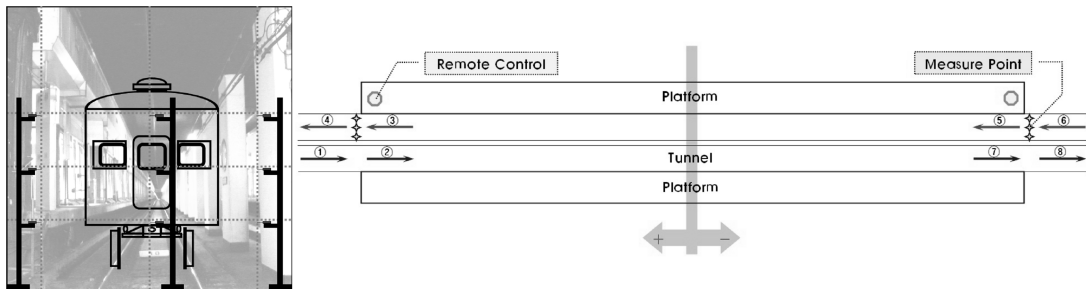 Remote Control
Measure Point
Platform
④ ③ ⑤ ⑥
① ② Tunnel ⑦ ⑧
Platform
+ −